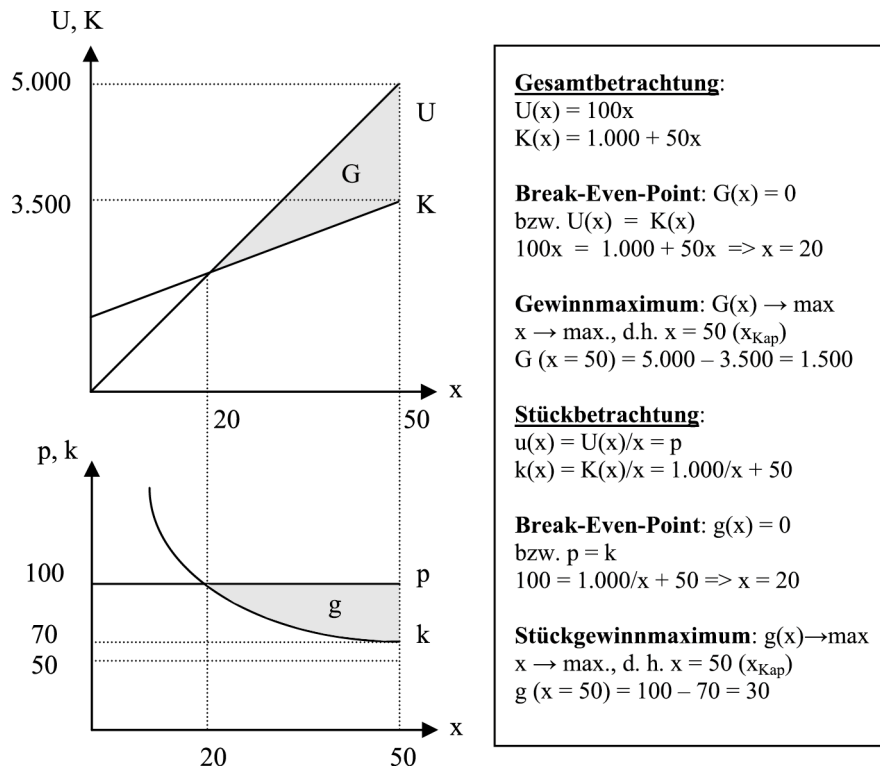 U, K
5.000
U
G
3.500
K
x
20
50
p, k
100
p
g
70
k
50
x
20
50
Gesamtbetrachtung:
U(x) = 100x
K(x) = 1.000 + 50x
Break-Even-Point: G(x) = 0
bzw. U(x) = K(x)
100x = 1.000 + 50x => x = 20
Gewinnmaximum: G(x) → max
x → max., d.h. x = 50 (xKap)
G (x = 50) = 5.000 – 3.500 = 1.500
Stückbetrachtung:
u(x) = U(x)/x = p
k(x) = K(x)/x = 1.000/x + 50
Break-Even-Point: g(x) = 0
bzw. p = k
100 = 1.000/x + 50 => x = 20
Stückgewinnmaximum: g(x)→max
x → max., d. h. x = 50 (xKap)
g (x = 50) = 100 – 70 = 30